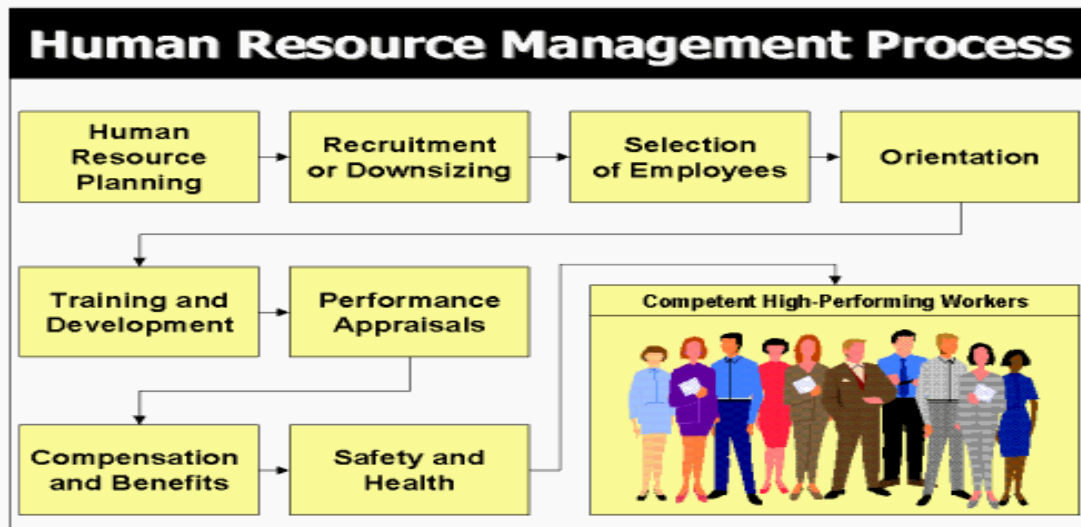 Human Resource Management Process
Human
Resource
Planning
Recruitment
or Downsizing
Selection
of Employees
Orientation
Training and
Development
Performance
Appraisals
Competent High-Performing Workers
Compensation
and Benefits
Safety and
Health